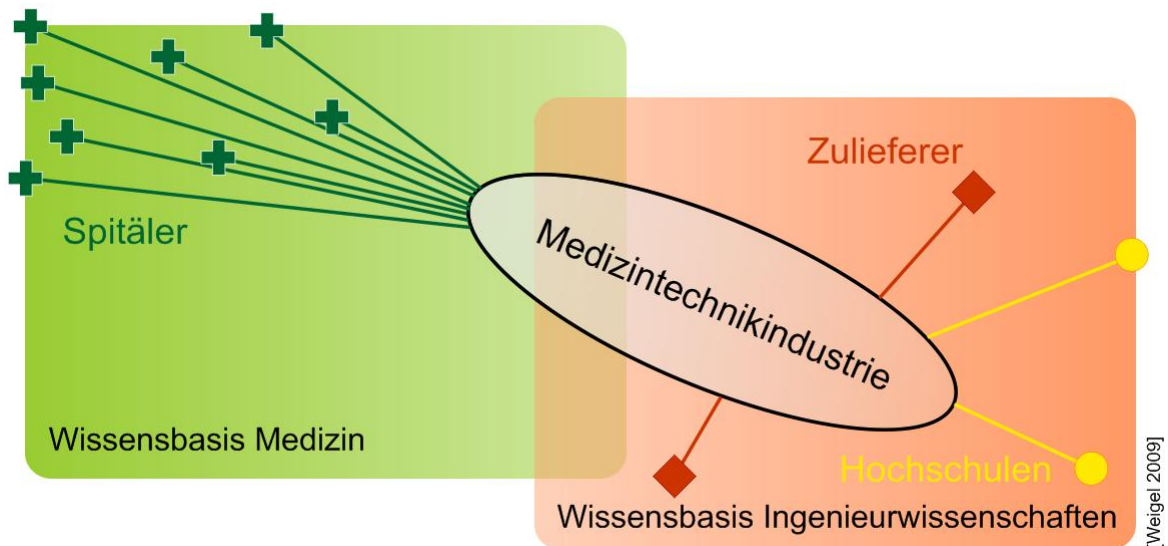 Zulieferer
Spitäler
Medizintechnikindustrie
Wissensbasis Medizin
Hochschulen
Wissensbasis Ingenieurwissenschaften
[Weigel 2009]